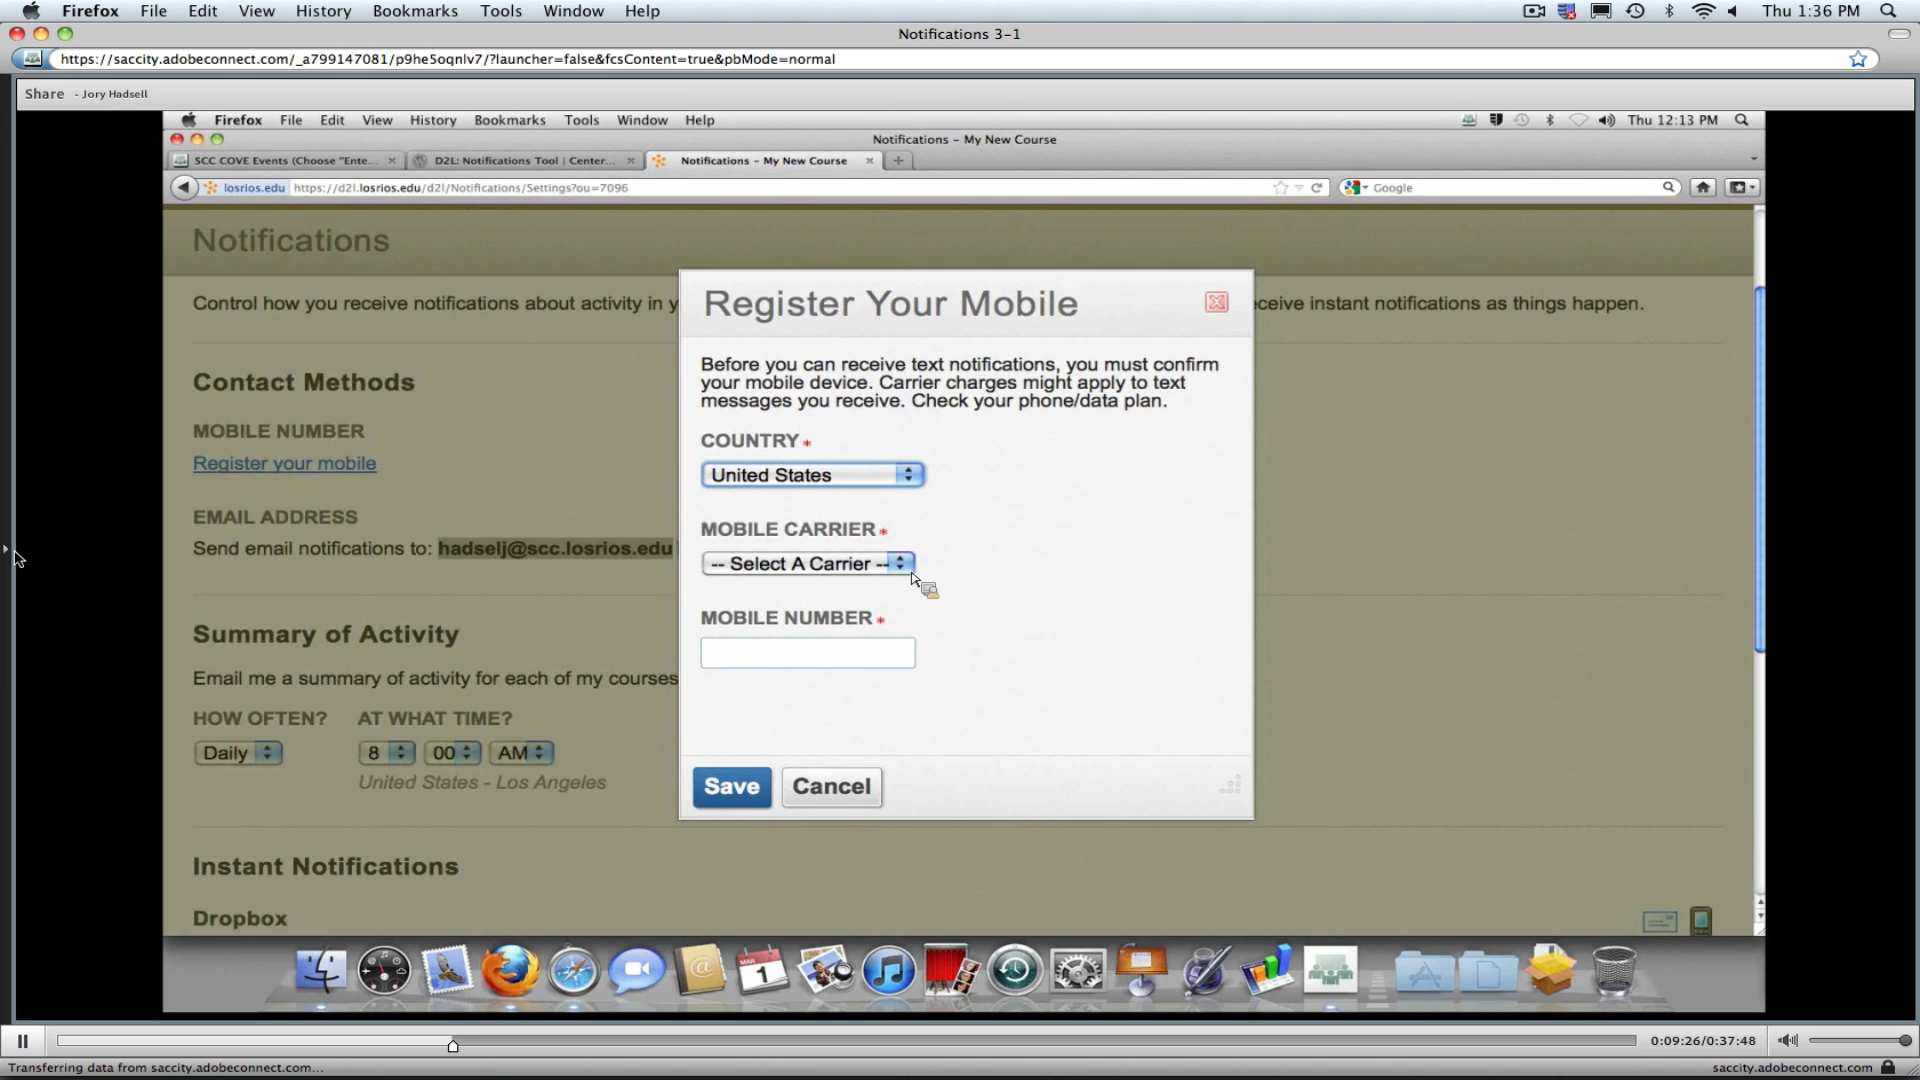 Firefox File Edit View History Bookmarks Tools Window Help Thu 1:36 PM
Notifications 3-1
https://saccity.adobeconnect.com/_a799147081/p9he5oqnlv7/?launcher=false&fcsContent=true&pbMode=normal
Share - Jory Hadsell
Firefox File Edit View History Bookmarks Tools Window Help Thu 12:13 PM
Notifications – My New Course
SCC COVE Events (Choose "Ente... × D2L: Notifications Tool | Center... × Notifications – My New Course ×
losrios.edu https://d2l.losrios.edu/d2l/Notifications/Settings?ou=7096 Google
Notifications
Control how you receive notifications about activity in y
ceive instant notifications as things happen.
Contact Methods
MOBILE NUMBER
Register your mobile
EMAIL ADDRESS
Send email notifications to: hadselj@scc.losrios.edu
Summary of Activity
Email me a summary of activity for each of my courses
HOW OFTEN? AT WHAT TIME?
Daily 8 00 AM
United States - Los Angeles
Instant Notifications
Dropbox
Register Your Mobile
Before you can receive text notifications, you must confirm
your mobile device. Carrier charges might apply to text
messages you receive. Check your phone/data plan.
COUNTRY *
United States
MOBILE CARRIER *
-- Select A Carrier --
MOBILE NUMBER *
Save Cancel
MAR
1
0:09:26/0:37:48
Transferring data from saccity.adobeconnect.com... saccity.adobeconnect.com